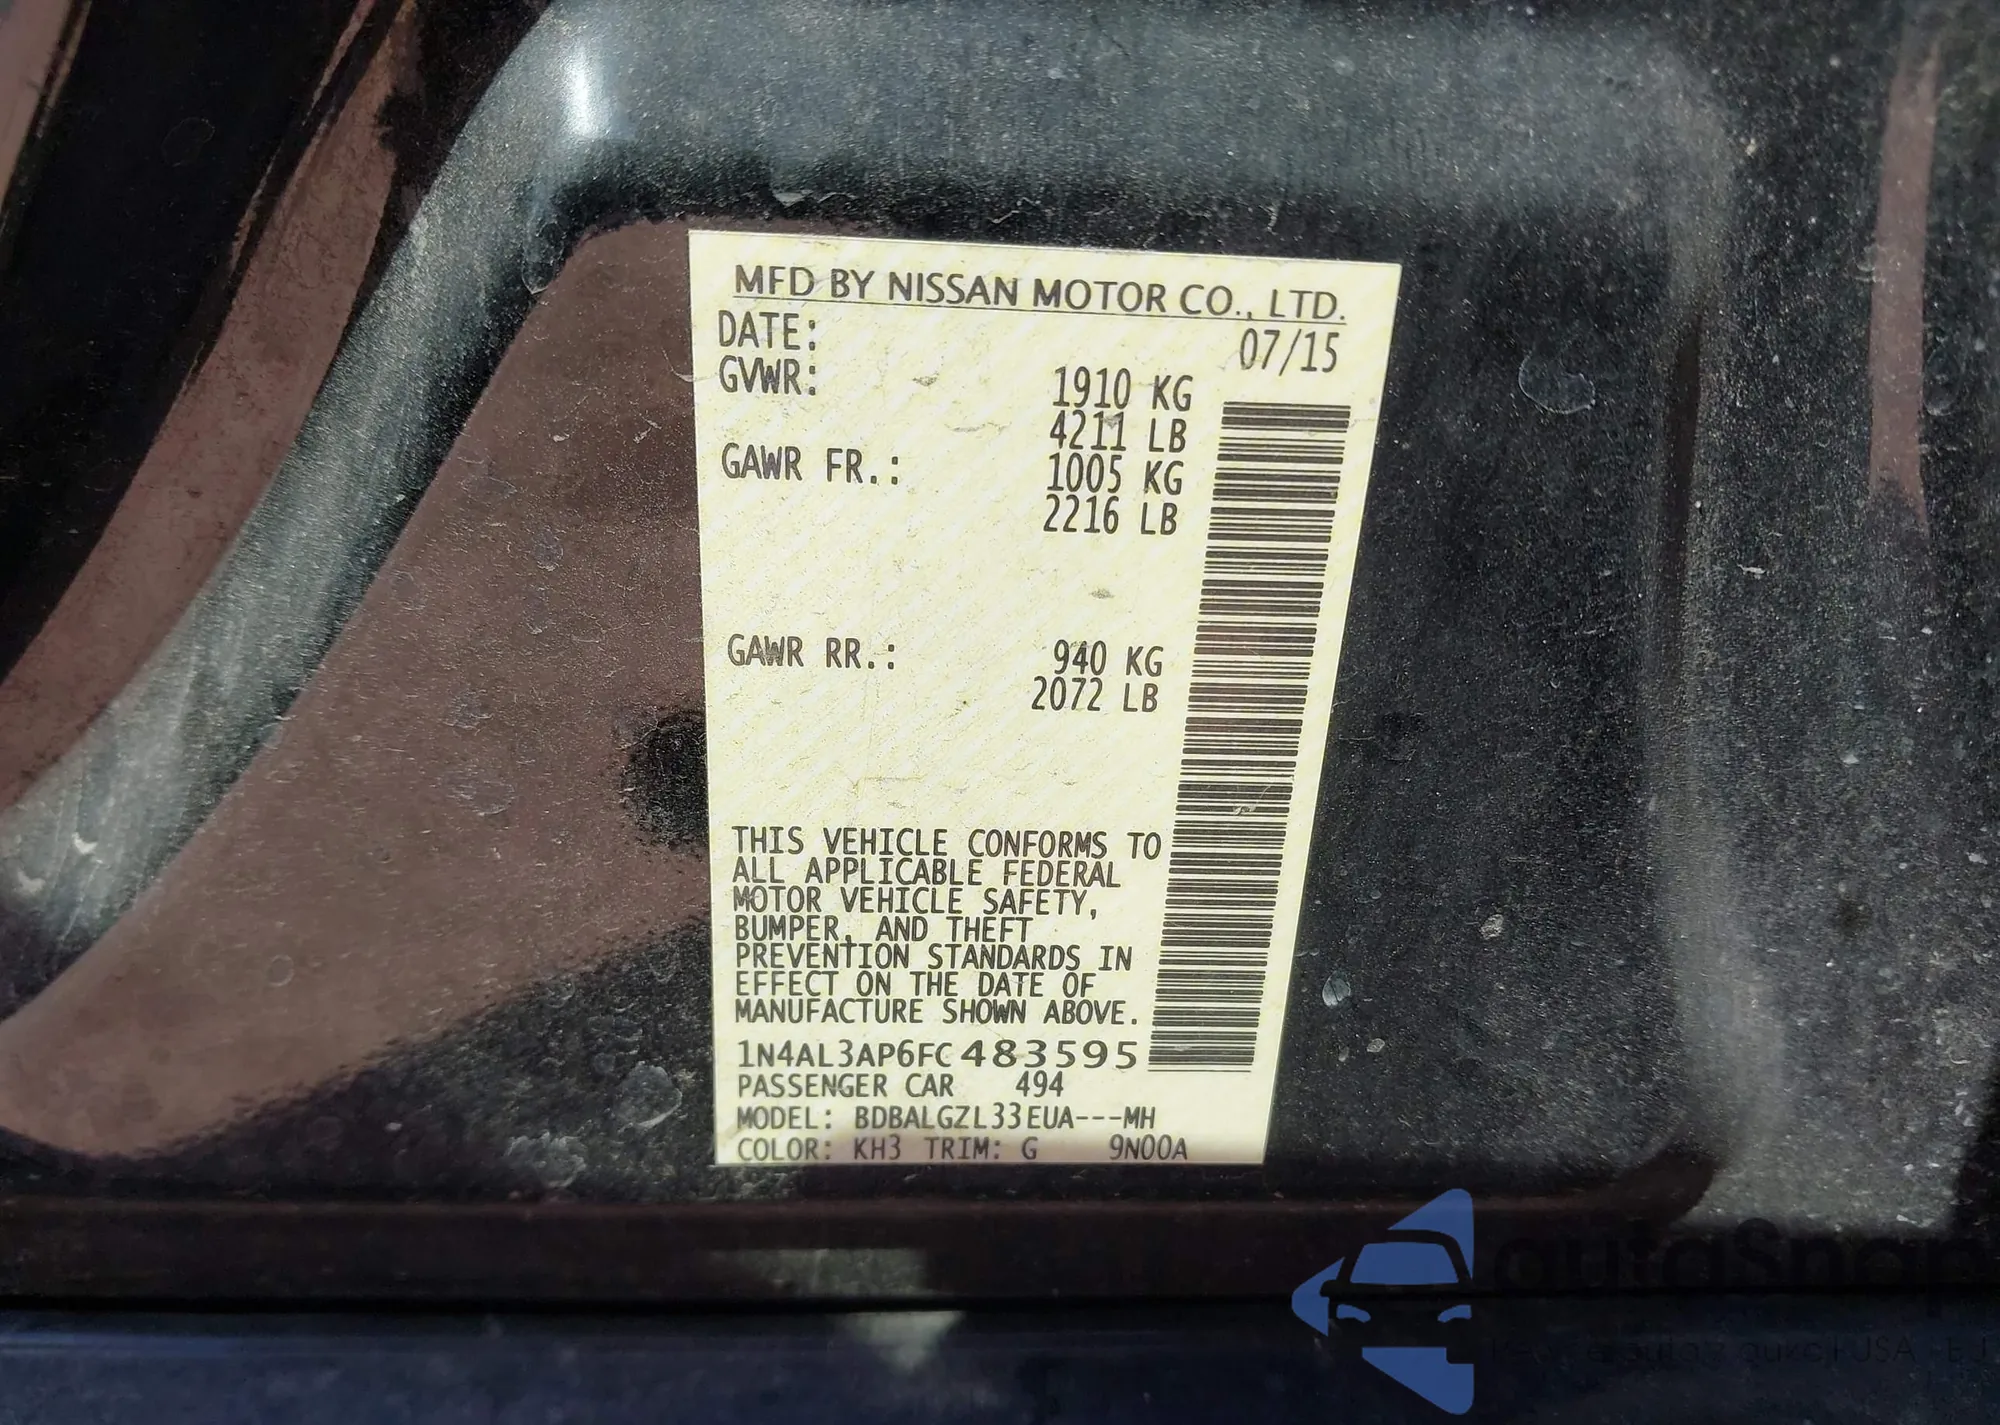 MFD BY NISSAN MOTOR CO., LTD.
DATE: 07/15
GVWR: 1910 KG
4211 LB
GAWR FR.: 1005 KG
2216 LB
GAWR RR.: 940 KG
2072 LB
THIS VEHICLE CONFORMS TO
ALL APPLICABLE FEDERAL
MOTOR VEHICLE SAFETY,
BUMPER, AND THEFT
PREVENTION STANDARDS IN
EFFECT ON THE DATE OF
MANUFACTURE SHOWN ABOVE.
1N4AL3AP6FC483595
PASSENGER CAR 494
MODEL: BDBALGZL33EUA---MH
COLOR: KH3 TRIM: G 9N00A
autoSnap